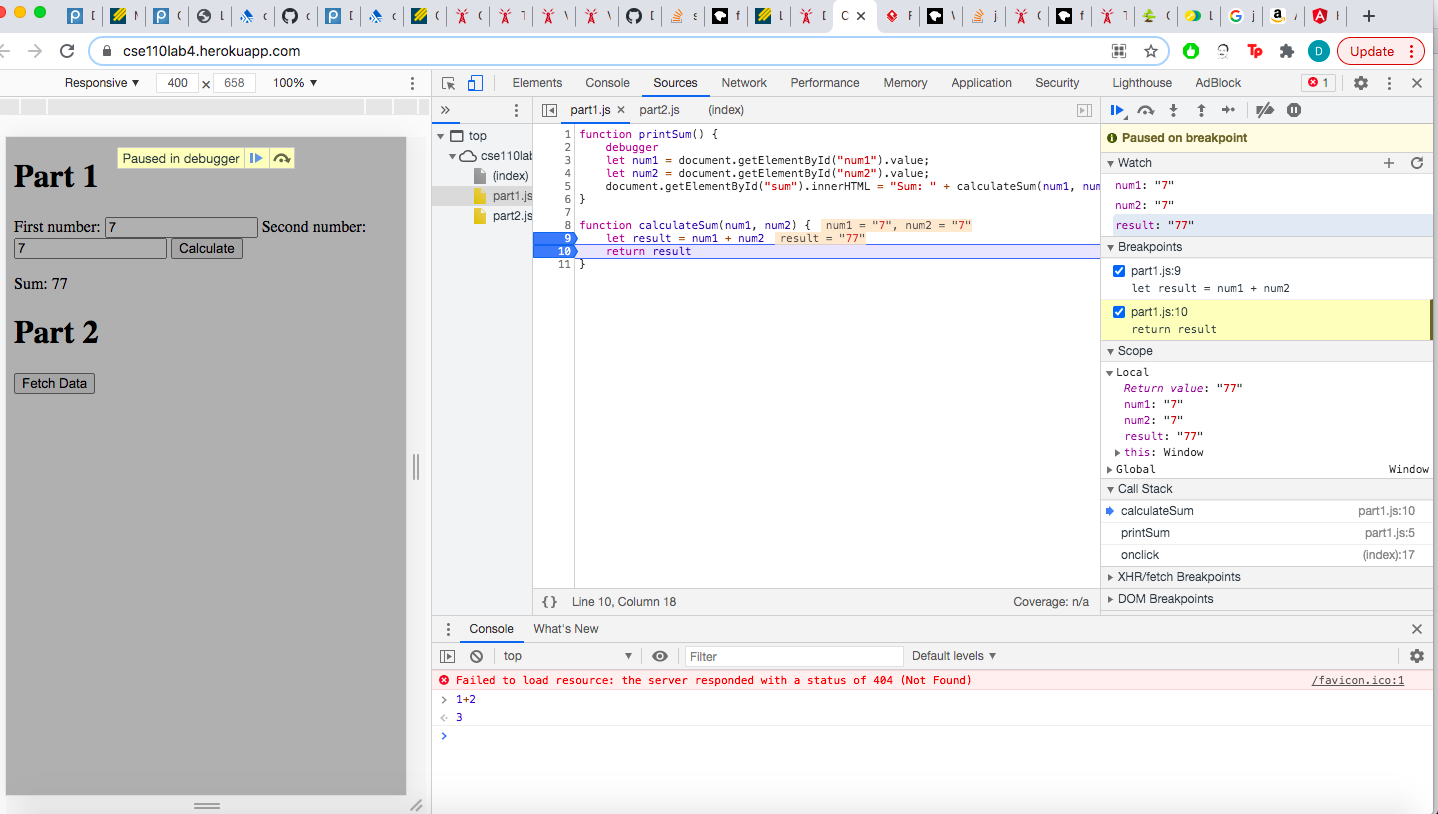 cse110lab4.herokuapp.com
D
Update
Responsive ▼ 400 × 658 100% ▼
Elements Console Sources Network Performance Memory Application Security Lighthouse AdBlock 1
part1.js × part2.js (index)
top
cse110lab
(index)
part1.js
part2.js
Paused in debugger
Part 1
First number: 7 Second number:
7 Calculate
Sum: 77
Part 2
Fetch Data
1 function printSum() {
2 debugger
3 let num1 = document.getElementById("num1").value;
4 let num2 = document.getElementById("num2").value;
5 document.getElementById("sum").innerHTML = "Sum: " + calculateSum(num1, num
6 }
7
8 function calculateSum(num1, num2) { num1 = "7", num2 = "7"
9 let result = num1 + num2 result = "77"
10 return result
11 }
{} Line 10, Column 18 Coverage: n/a
Paused on breakpoint
Watch
num1: "7"
num2: "7"
result: "77"
Breakpoints
part1.js:9
let result = num1 + num2
part1.js:10
return result
Scope
Local
Return value: "77"
num1: "7"
num2: "7"
result: "77"
this: Window
Global Window
Call Stack
calculateSum part1.js:10
printSum part1.js:5
onclick (index):17
XHR/fetch Breakpoints
DOM Breakpoints
Console What's New
top ▼ Filter Default levels ▼
Failed to load resource: the server responded with a status of 404 (Not Found) /favicon.ico:1
1+2
3